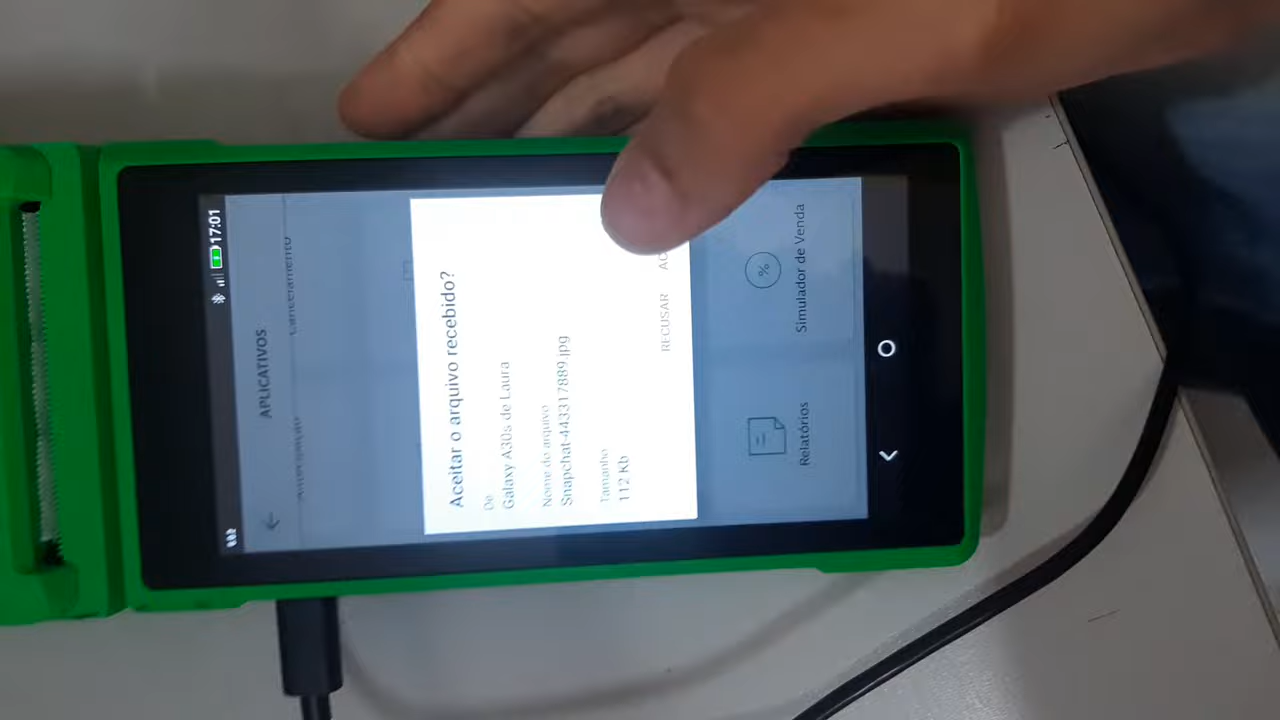 17:01
APLICATIVOS
Cancelamento
Aceitar o arquivo recebido?
De
Galaxy A30s de Laura
Nome do arquivo
Snapchat-443317889.jpg
Tamanho
112 Kb
RECUSAR
Relatórios
Simulador de Venda
%